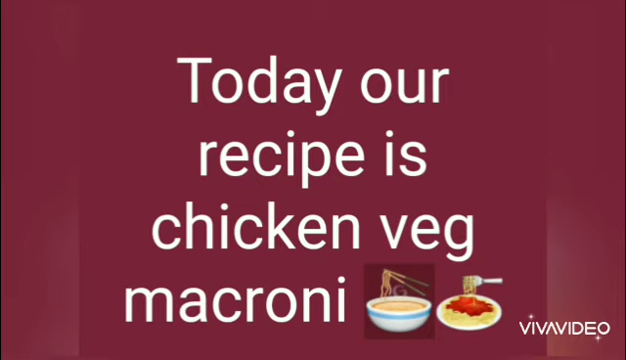 Today our
recipe is
chicken veg
macroni 🍜🍝
VIVAVIDEO